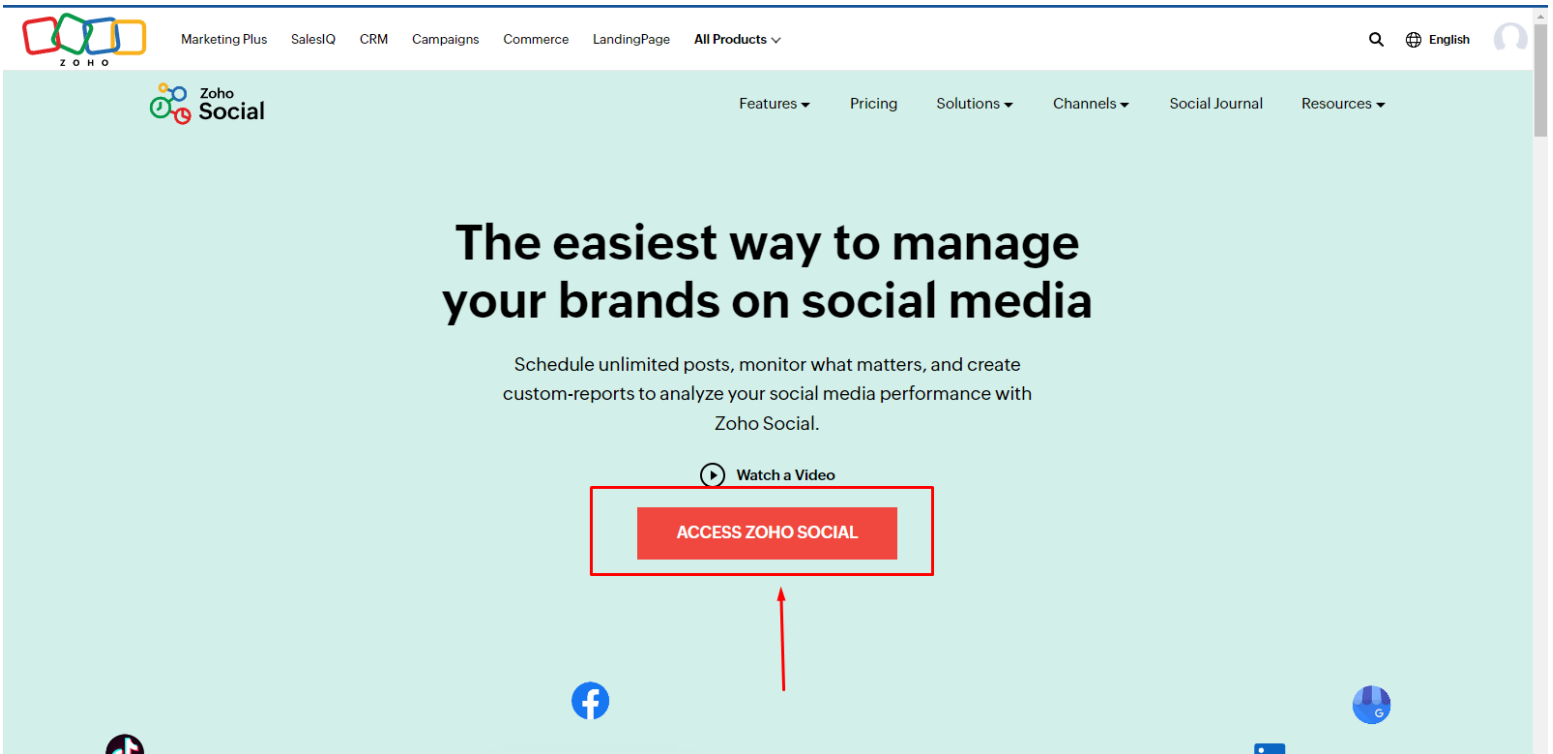 ZOHO
Marketing Plus SalesIQ CRM Campaigns Commerce LandingPage All Products English
Zoho
Social
Features Pricing Solutions Channels Social Journal Resources
The easiest way to manage
your brands on social media
Schedule unlimited posts, monitor what matters, and create
custom-reports to analyze your social media performance with
Zoho Social.
Watch a Video
ACCESS ZOHO SOCIAL